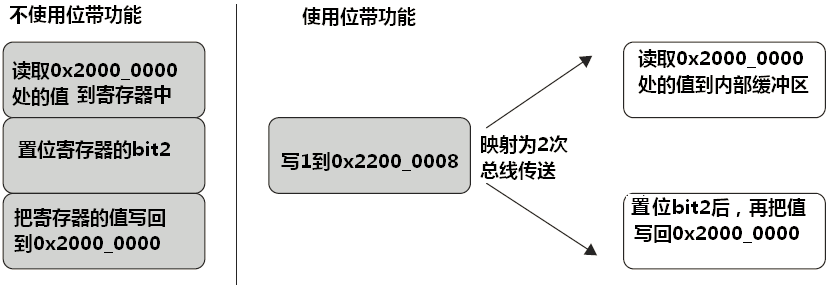 不使用位带功能
读取0x2000_0000
处的值 到寄存器中
置位寄存器的bit2
把寄存器的值写回
到0x2000_0000
使用位带功能
写1到0x2200_0008
映射为2次
总线传送
读取0x2000_0000
处的值到内部缓冲区
置位bit2后，再把值
写回0x2000_0000